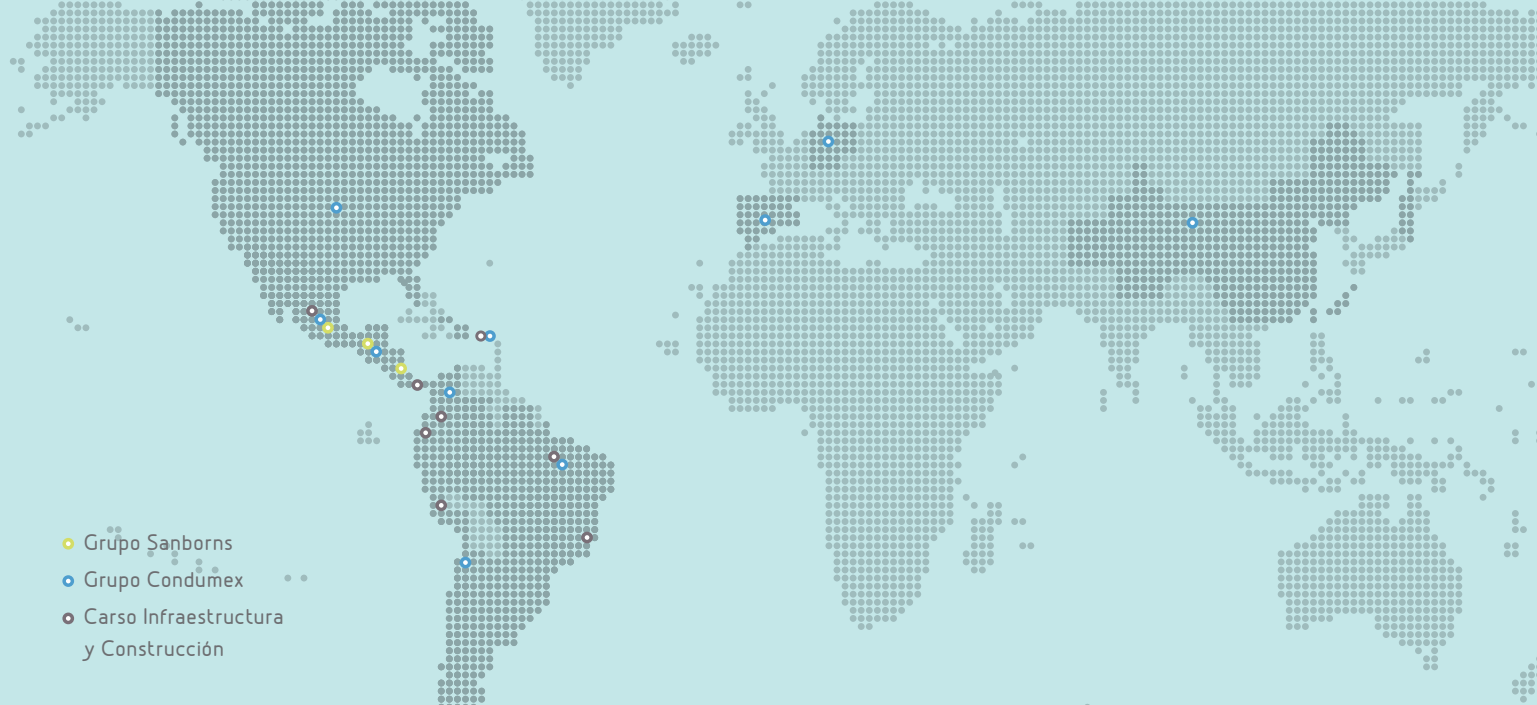 Grupo Sanborns
Grupo Condumex
Carso Infraestructura
y Construcción